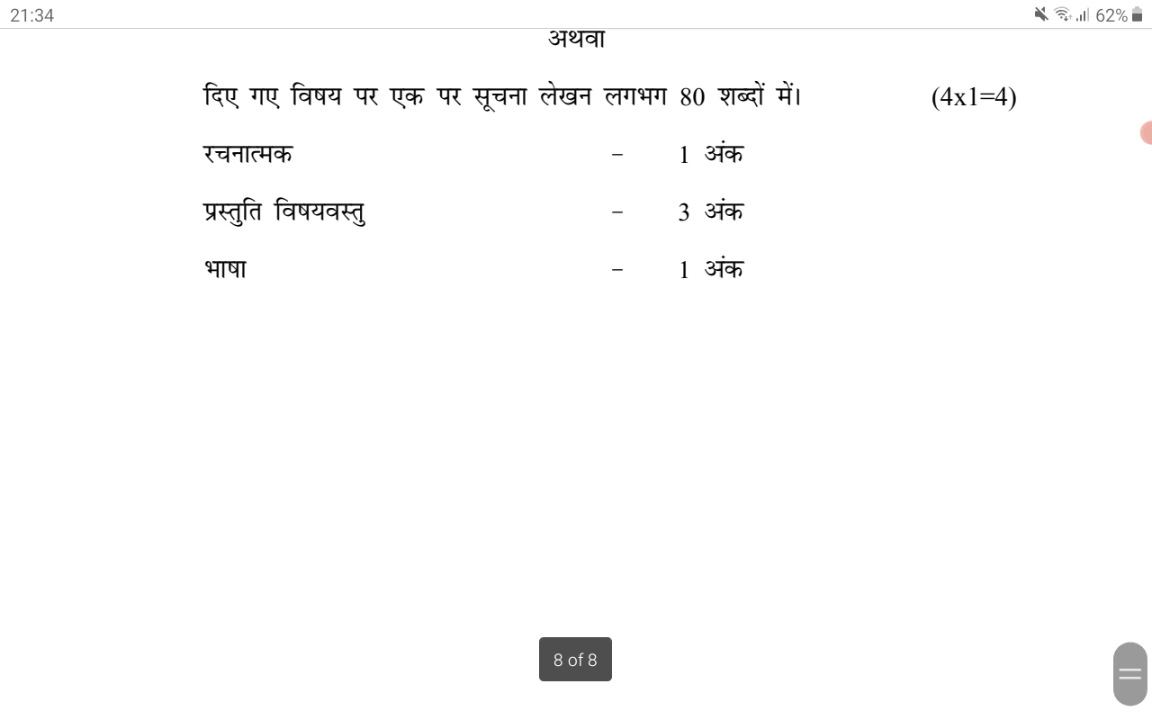 21:34 62%
अथवा
दिए गए विषय पर एक पर सूचना लेखन लगभग 80 शब्दों में। (4x1=4)
रचनात्मक – 1 अंक
प्रस्तुति विषयवस्तु – 3 अंक
भाषा – 1 अंक
8 of 8